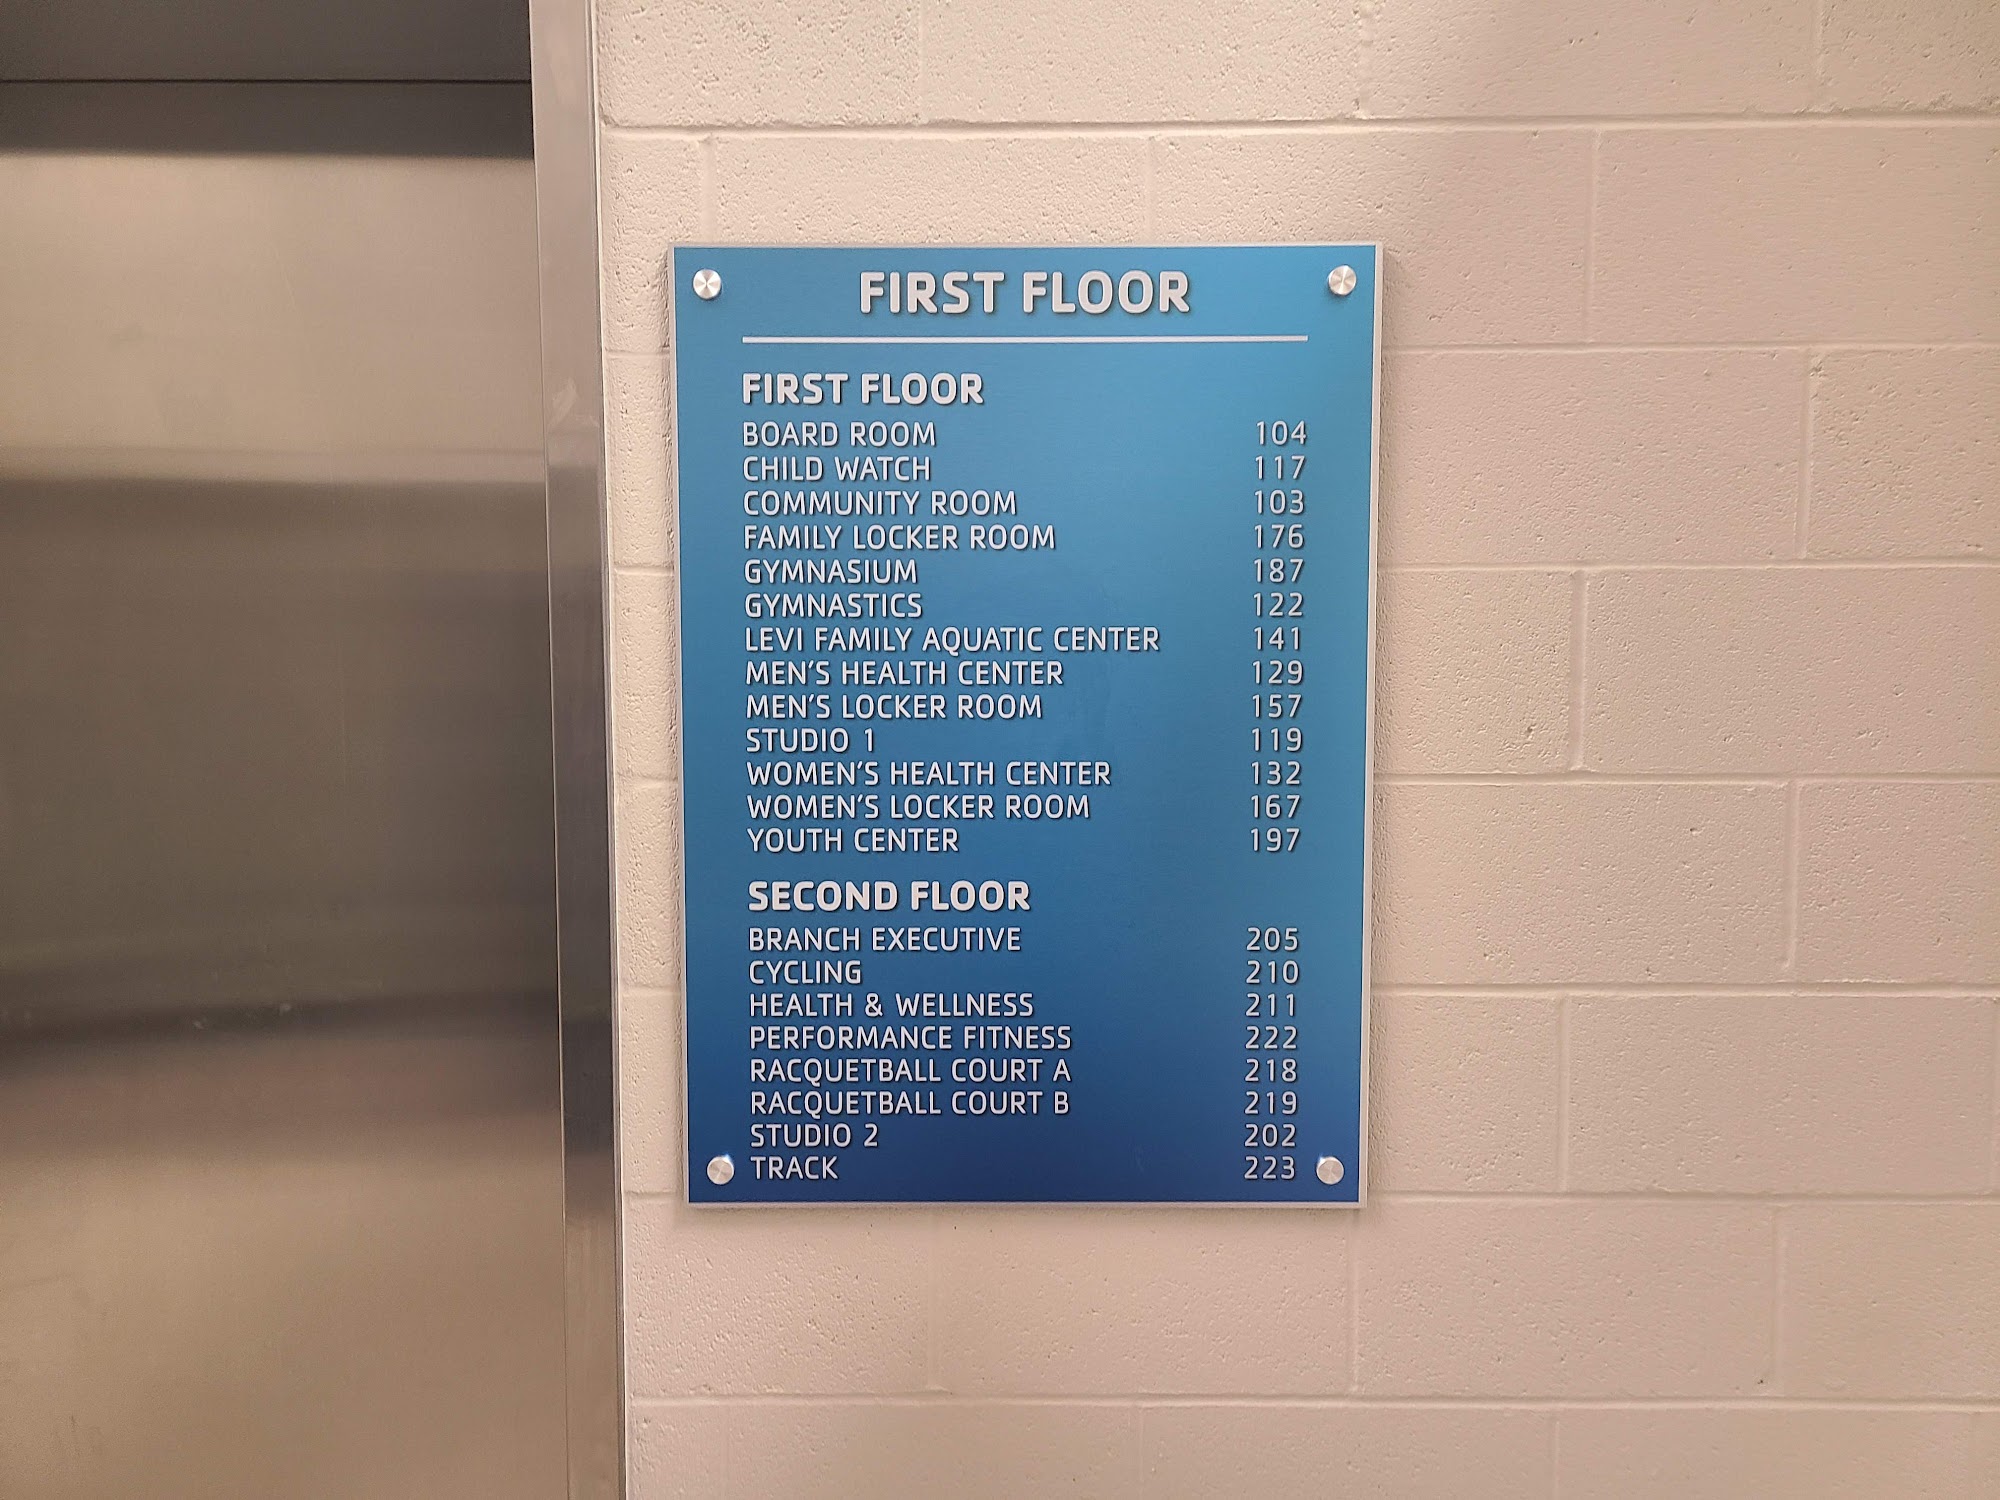 FIRST FLOOR
FIRST FLOOR
BOARD ROOM 104
CHILD WATCH 117
COMMUNITY ROOM 103
FAMILY LOCKER ROOM 176
GYMNASIUM 187
GYMNASTICS 122
LEVI FAMILY AQUATIC CENTER 141
MEN'S HEALTH CENTER 129
MEN'S LOCKER ROOM 157
STUDIO 1 119
WOMEN'S HEALTH CENTER 132
WOMEN'S LOCKER ROOM 167
YOUTH CENTER 197
SECOND FLOOR
BRANCH EXECUTIVE 205
CYCLING 210
HEALTH & WELLNESS 211
PERFORMANCE FITNESS 222
RACQUETBALL COURT A 218
RACQUETBALL COURT B 219
STUDIO 2 202
TRACK 223